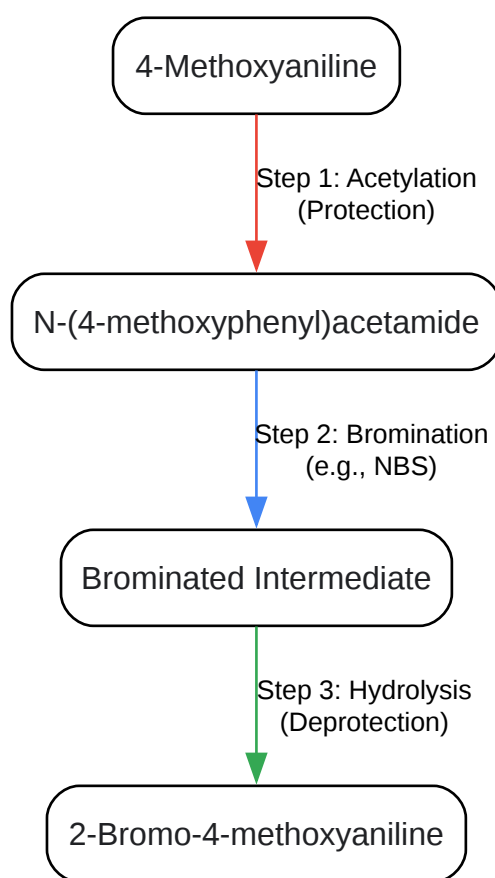 4-Methoxyaniline
Step 1: Acetylation
(Protection)
N-(4-methoxyphenyl)acetamide
Step 2: Bromination
(e.g., NBS)
Brominated Intermediate
Step 3: Hydrolysis
(Deprotection)
2-Bromo-4-methoxyaniline